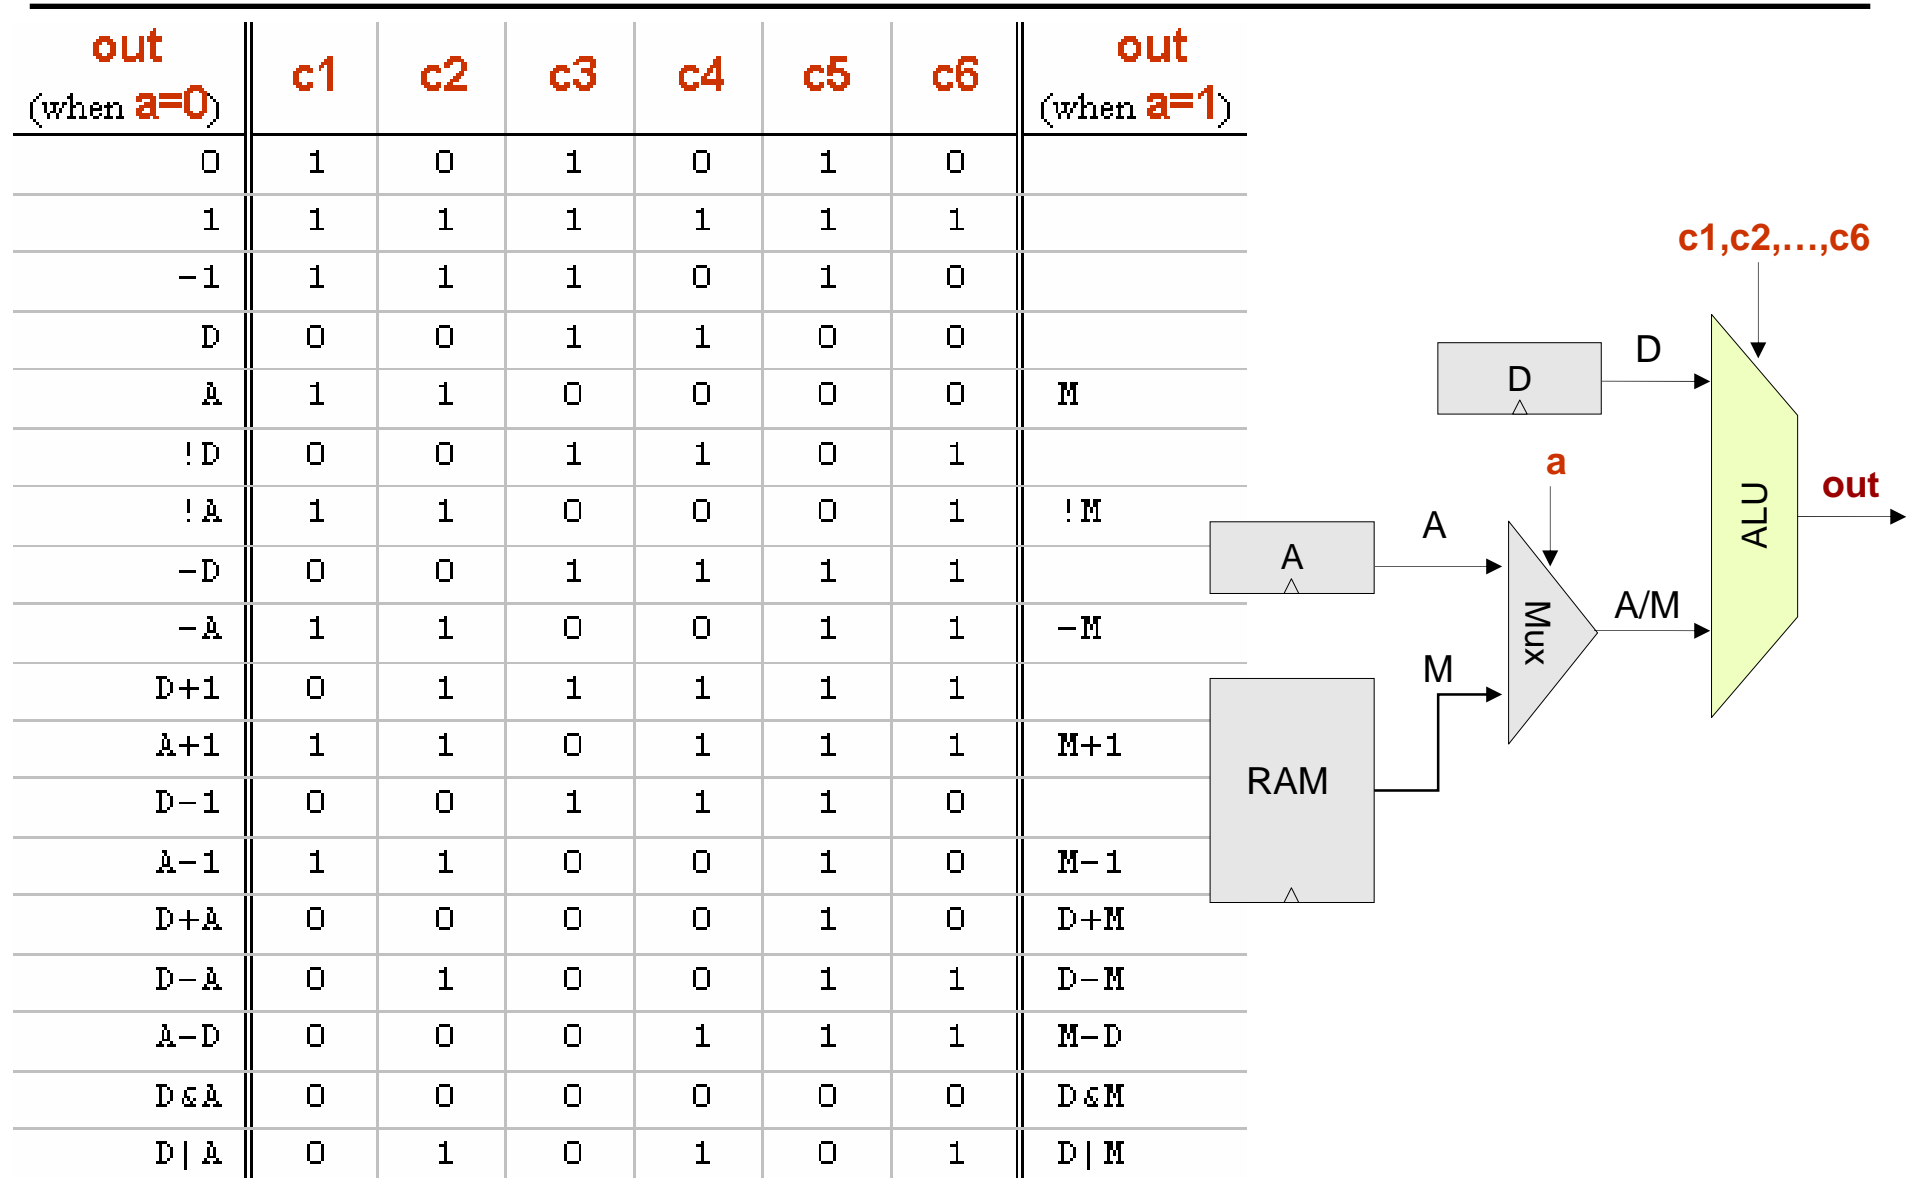 out c1 c2 c3 c4 c5 c6 out
(when a=0) (when a=1)
0 1 0 1 0 1 0
1 1 1 1 1 1 1
-1 1 1 1 0 1 0
D 0 0 1 1 0 0
A 1 1 0 0 0 0 M
!D 0 0 1 1 0 1
!A 1 1 0 0 0 1 !M
-D 0 0 1 1 1 1
-A 1 1 0 0 1 1 -M
D+1 0 1 1 1 1 1
A+1 1 1 0 1 1 1 M+1
D-1 0 0 1 1 1 0
A-1 1 1 0 0 1 0 M-1
D+A 0 0 0 0 1 0 D+M
D-A 0 1 0 0 1 1 D-M
A-D 0 0 0 1 1 1 M-D
D&A 0 0 0 0 0 0 D&M
D|A 0 1 0 1 0 1 D|M
c1,c2,…,c6
D
D
a
ALU
out
A
A
Mux
A/M
M
RAM